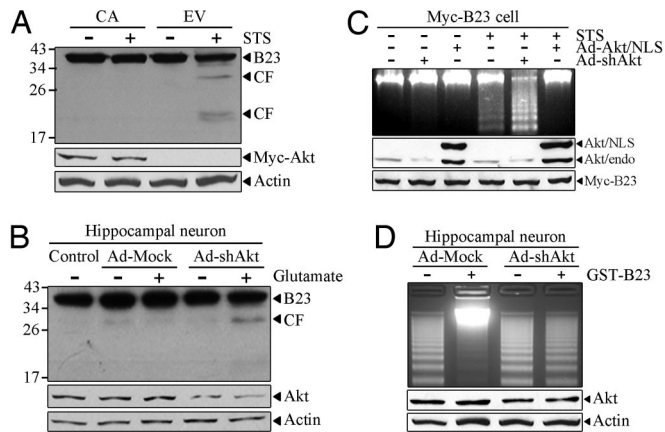 A
CA EV
- + - + STS
43
34
26
17
B23
CF
CF
Myc-Akt
Actin
B
Hippocampal neuron
Control Ad-Mock Ad-shAkt
- + - + Glutamate
43
34
26
17
B23
CF
Akt
Actin
C
Myc-B23 cell
- - - + + + STS
- - + - - + Ad-Akt/NLS
- + - - + - Ad-shAkt
Akt/NLS
Akt/endo
Myc-B23
D
Hippocampal neuron
Ad-Mock Ad-shAkt
- + - + GST-B23
Akt
Actin